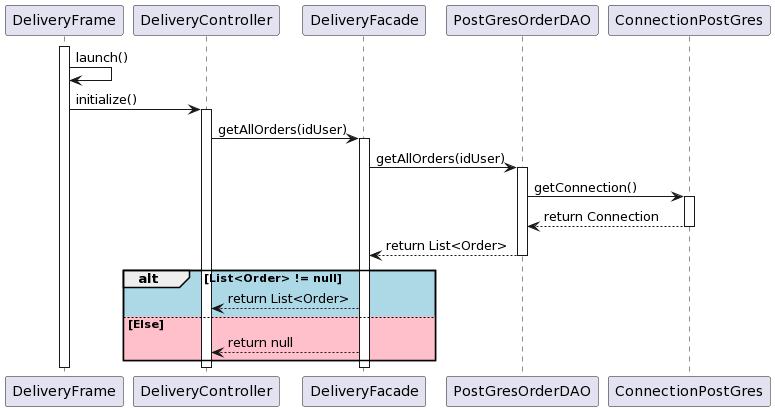 DeliveryFrame DeliveryController DeliveryFacade PostGresOrderDAO ConnectionPostGres
launch()
initialize()
getAllOrders(idUser)
getAllOrders(idUser)
getConnection()
return Connection
return List<Order>
alt [List<Order> != null]
return List<Order>
[Else]
return null
DeliveryFrame DeliveryController DeliveryFacade PostGresOrderDAO ConnectionPostGres